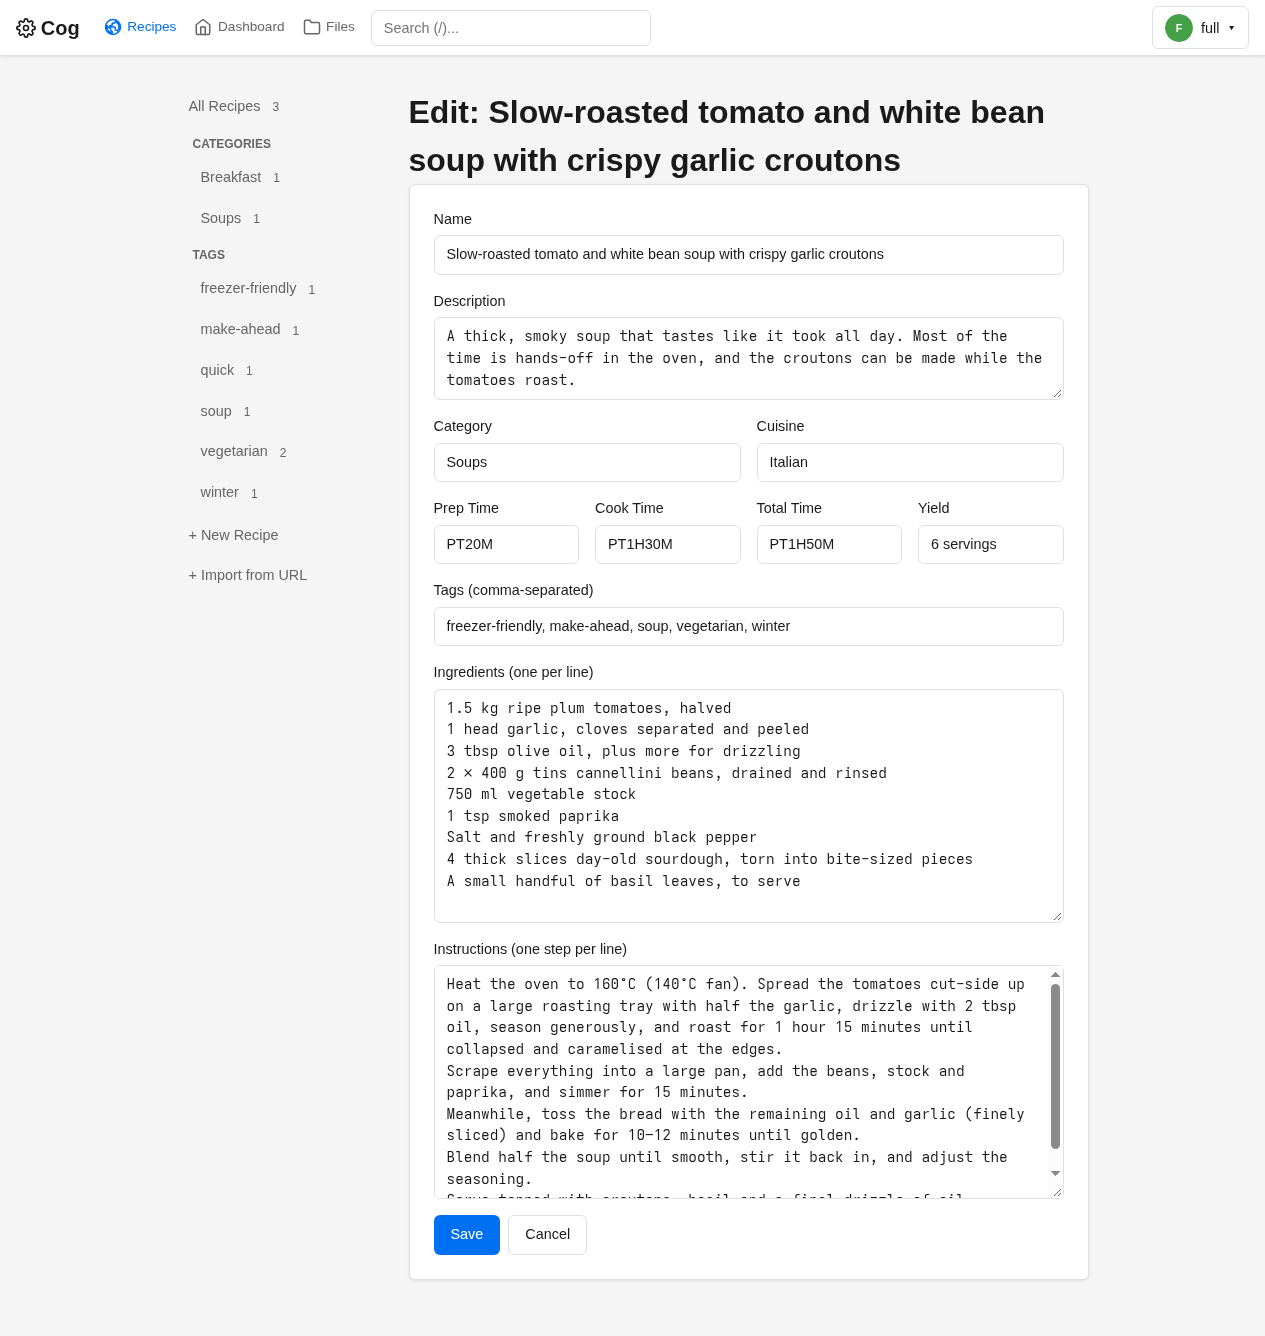 Cog
Recipes
Dashboard
Files
Search (/)...
F
full
All Recipes 3
CATEGORIES
Breakfast 1
Soups 1
TAGS
freezer-friendly 1
make-ahead 1
quick 1
soup 1
vegetarian 2
winter 1
+ New Recipe
+ Import from URL
Edit: Slow-roasted tomato and white bean
soup with crispy garlic croutons
Name
Slow-roasted tomato and white bean soup with crispy garlic croutons
Description
A thick, smoky soup that tastes like it took all day. Most of the
time is hands-off in the oven, and the croutons can be made while the
tomatoes roast.
Category
Cuisine
Soups
Italian
Prep Time
Cook Time
Total Time
Yield
PT20M
PT1H30M
PT1H50M
6 servings
Tags (comma-separated)
freezer-friendly, make-ahead, soup, vegetarian, winter
Ingredients (one per line)
1.5 kg ripe plum tomatoes, halved
1 head garlic, cloves separated and peeled
3 tbsp olive oil, plus more for drizzling
2 × 400 g tins cannellini beans, drained and rinsed
750 ml vegetable stock
1 tsp smoked paprika
Salt and freshly ground black pepper
4 thick slices day-old sourdough, torn into bite-sized pieces
A small handful of basil leaves, to serve
Instructions (one step per line)
Heat the oven to 160°C (140°C fan). Spread the tomatoes cut-side up
on a large roasting tray with half the garlic, drizzle with 2 tbsp
oil, season generously, and roast for 1 hour 15 minutes until
collapsed and caramelised at the edges.
Scrape everything into a large pan, add the beans, stock and
paprika, and simmer for 15 minutes.
Meanwhile, toss the bread with the remaining oil and garlic (finely
sliced) and bake for 10–12 minutes until golden.
Blend half the soup until smooth, stir it back in, and adjust the
seasoning.
Serve topped with croutons, basil and a final drizzle of oil.
Save
Cancel